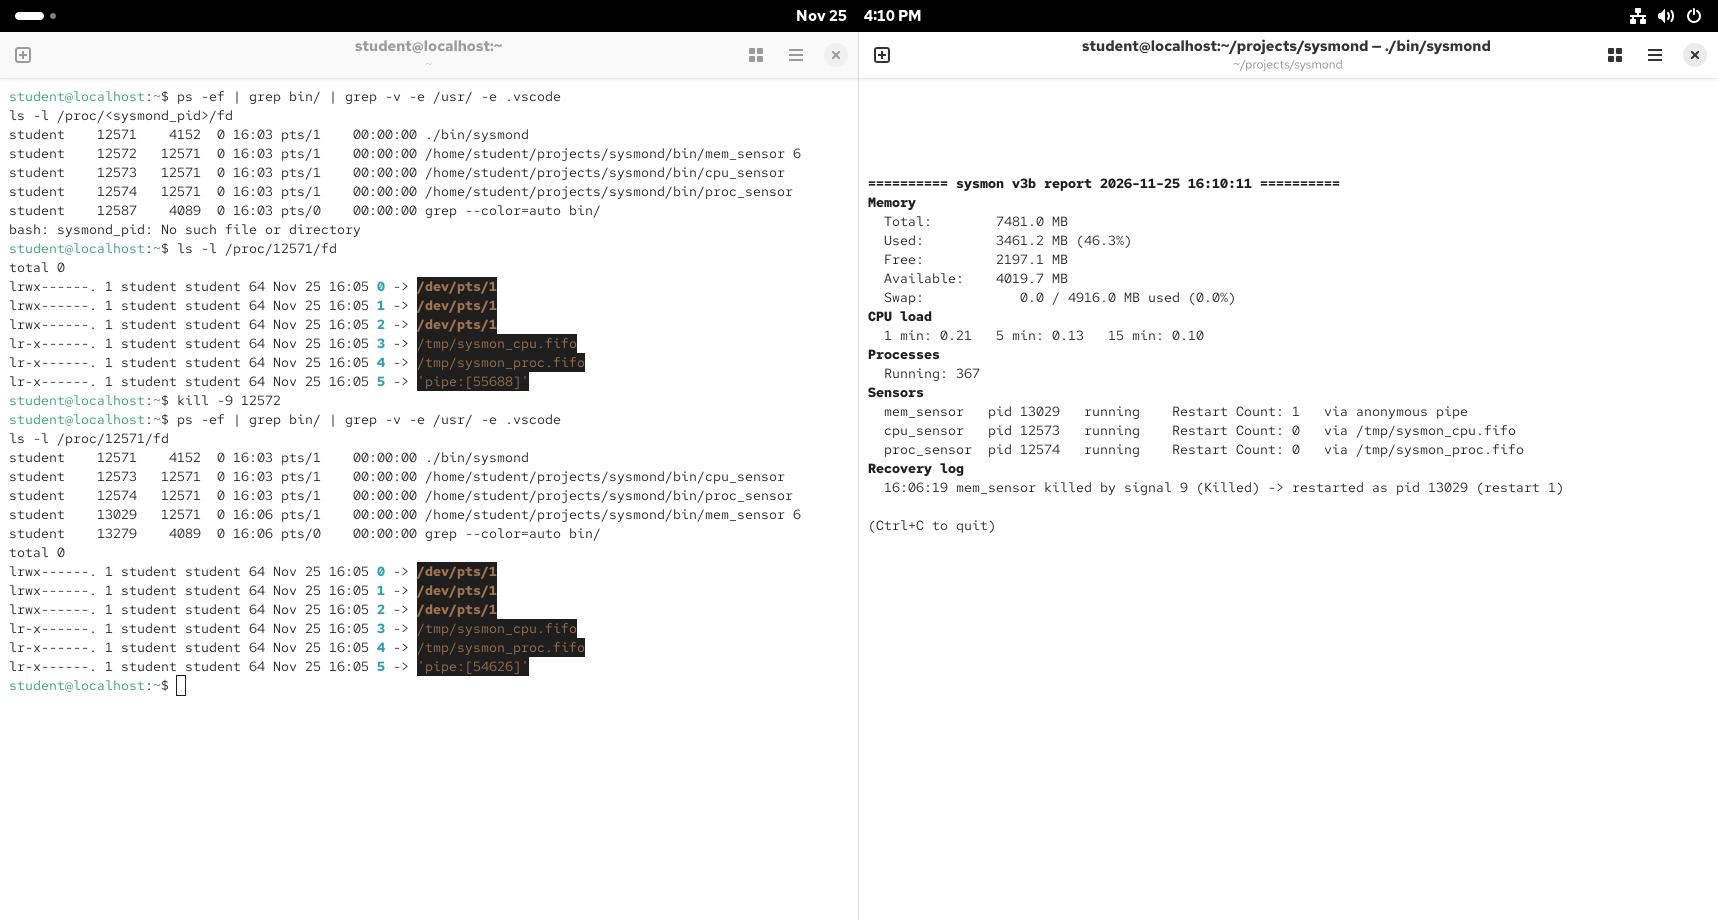 Nov 25 4:10 PM
student@localhost:~
~
student@localhost:~$ ps -ef | grep bin/ | grep -v -e /usr/ -e .vscode
ls -l /proc/<sysmond_pid>/fd
student    12571    4152  0 16:03 pts/1    00:00:00 ./bin/sysmond
student    12572   12571  0 16:03 pts/1    00:00:00 /home/student/projects/sysmond/bin/mem_sensor 6
student    12573   12571  0 16:03 pts/1    00:00:00 /home/student/projects/sysmond/bin/cpu_sensor
student    12574   12571  0 16:03 pts/1    00:00:00 /home/student/projects/sysmond/bin/proc_sensor
student    12587    4089  0 16:03 pts/0    00:00:00 grep --color=auto bin/
bash: sysmond_pid: No such file or directory
student@localhost:~$ ls -l /proc/12571/fd
total 0
lrwx------. 1 student student 64 Nov 25 16:05 0 -> /dev/pts/1
lrwx------. 1 student student 64 Nov 25 16:05 1 -> /dev/pts/1
lrwx------. 1 student student 64 Nov 25 16:05 2 -> /dev/pts/1
lr-x------. 1 student student 64 Nov 25 16:05 3 -> /tmp/sysmon_cpu.fifo
lr-x------. 1 student student 64 Nov 25 16:05 4 -> /tmp/sysmon_proc.fifo
lr-x------. 1 student student 64 Nov 25 16:05 5 -> 'pipe:[55688]'
student@localhost:~$ kill -9 12572
student@localhost:~$ ps -ef | grep bin/ | grep -v -e /usr/ -e .vscode
ls -l /proc/12571/fd
student    12571    4152  0 16:03 pts/1    00:00:00 ./bin/sysmond
student    12573   12571  0 16:03 pts/1    00:00:00 /home/student/projects/sysmond/bin/cpu_sensor
student    12574   12571  0 16:03 pts/1    00:00:00 /home/student/projects/sysmond/bin/proc_sensor
student    13029   12571  0 16:06 pts/1    00:00:00 /home/student/projects/sysmond/bin/mem_sensor 6
student    13279    4089  0 16:06 pts/0    00:00:00 grep --color=auto bin/
total 0
lrwx------. 1 student student 64 Nov 25 16:05 0 -> /dev/pts/1
lrwx------. 1 student student 64 Nov 25 16:05 1 -> /dev/pts/1
lrwx------. 1 student student 64 Nov 25 16:05 2 -> /dev/pts/1
lr-x------. 1 student student 64 Nov 25 16:05 3 -> /tmp/sysmon_cpu.fifo
lr-x------. 1 student student 64 Nov 25 16:05 4 -> /tmp/sysmon_proc.fifo
lr-x------. 1 student student 64 Nov 25 16:05 5 -> 'pipe:[54626]'
student@localhost:~$
student@localhost:~/projects/sysmond — ./bin/sysmond
~/projects/sysmond
========== sysmon v3b report 2026-11-25 16:10:11 ==========
Memory
  Total:        7481.0 MB
  Used:         3461.2 MB (46.3%)
  Free:         2197.1 MB
  Available:    4019.7 MB
  Swap:            0.0 / 4916.0 MB used (0.0%)
CPU load
  1 min: 0.21   5 min: 0.13   15 min: 0.10
Processes
  Running: 367
Sensors
  mem_sensor   pid 13029   running    Restart Count: 1   via anonymous pipe
  cpu_sensor   pid 12573   running    Restart Count: 0   via /tmp/sysmon_cpu.fifo
  proc_sensor  pid 12574   running    Restart Count: 0   via /tmp/sysmon_proc.fifo
Recovery log
  16:06:19 mem_sensor killed by signal 9 (Killed) -> restarted as pid 13029 (restart 1)
(Ctrl+C to quit)